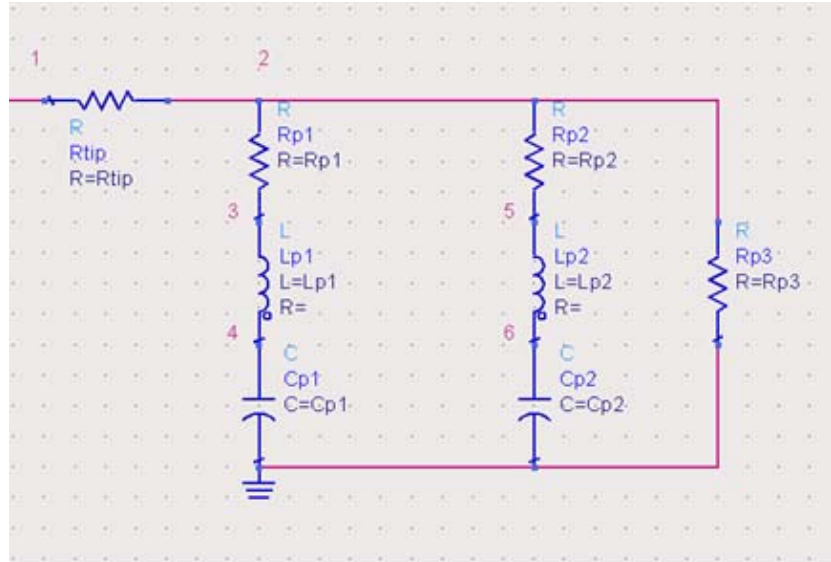 1
2
R
Rtip
R=Rtip
R
Rp1
R=Rp1
R
Rp2
R=Rp2
3
5
L
Lp1
L=Lp1
R=
L
Lp2
L=Lp2
R=
R
Rp3
R=Rp3
4
6
C
Cp1
C=Cp1
C
Cp2
C=Cp2